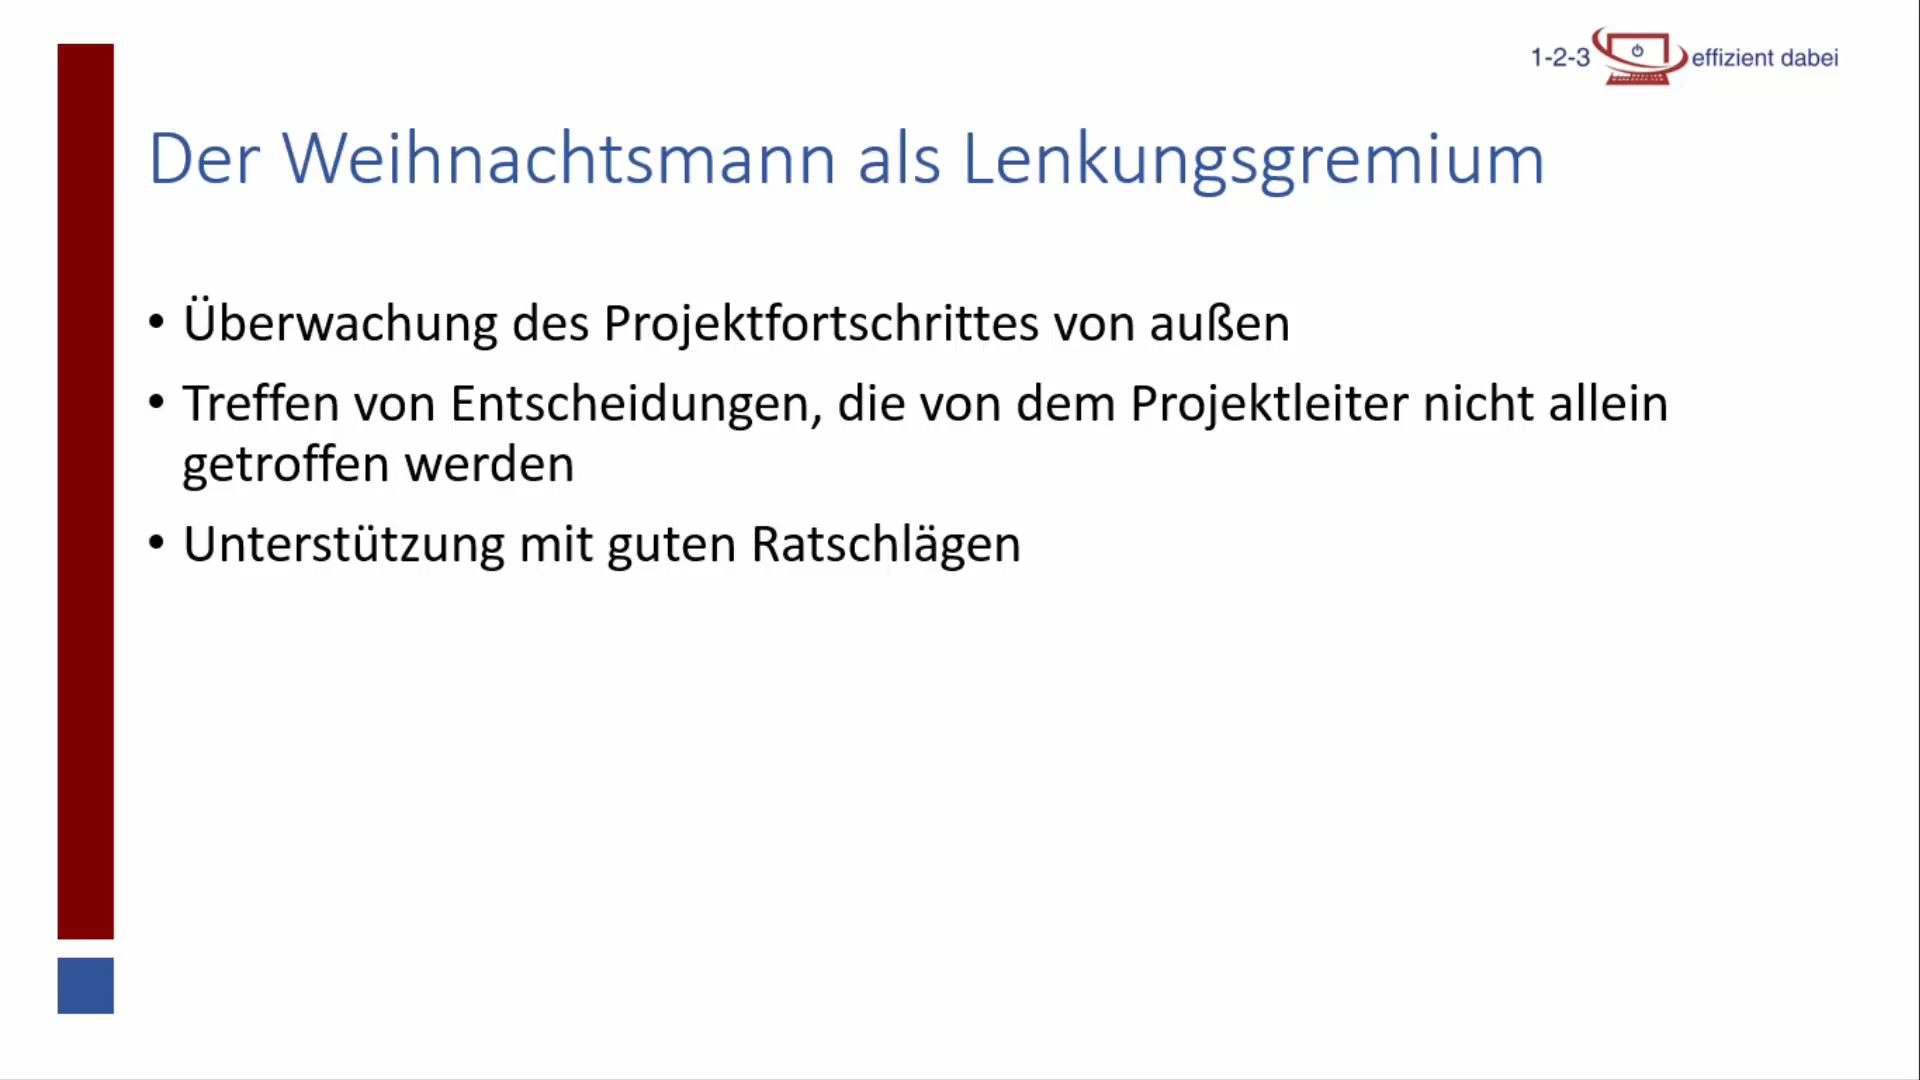 1-2-3 effizient dabei
Der Weihnachtsmann als Lenkungsgremium
• Überwachung des Projektfortschrittes von außen
• Treffen von Entscheidungen, die von dem Projektleiter nicht allein
getroffen werden
• Unterstützung mit guten Ratschlägen